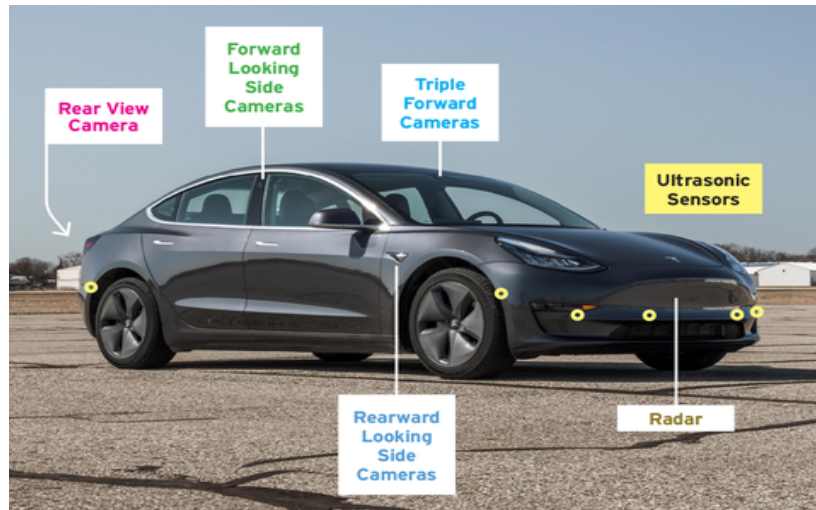 Forward
Looking
Side
Cameras
Triple
Forward
Cameras
Rear View
Camera
Ultrasonic
Sensors
Rearward
Looking
Side
Cameras
Radar